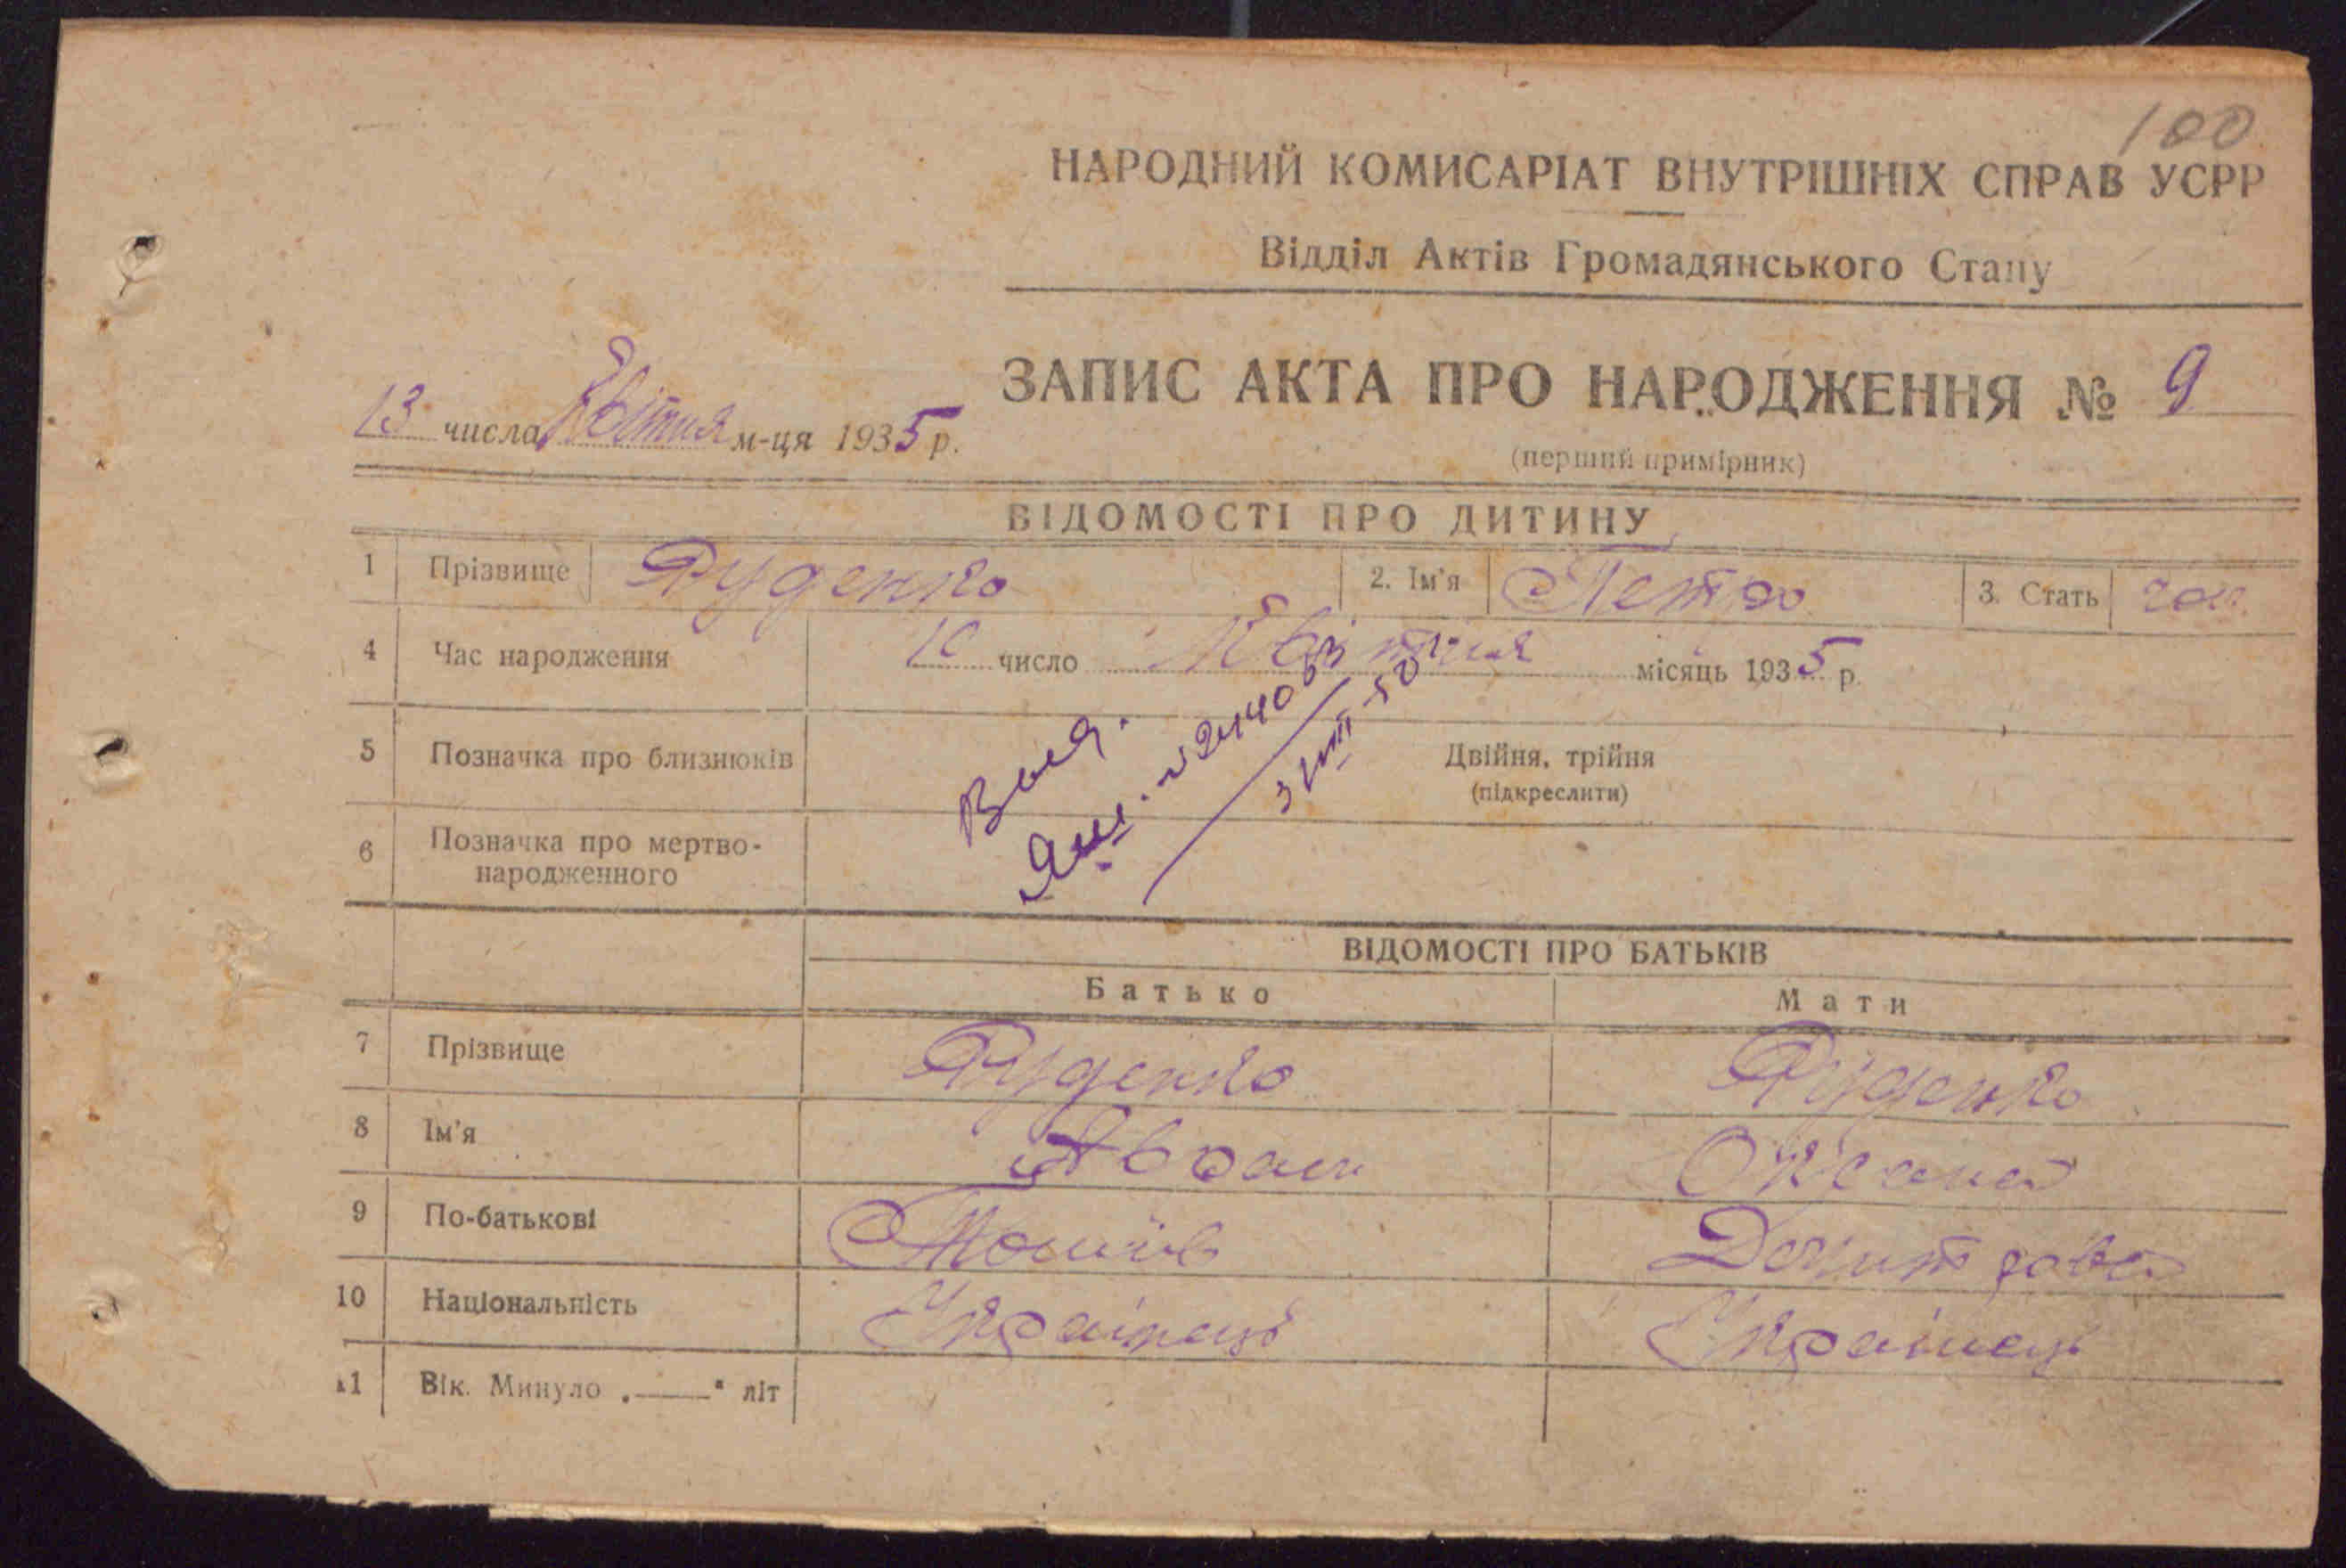 100
НАРОДНИЙ КОМИСАРІАТ ВНУТРІШНІХ СПРАВ УСРР
Відділ Актів Громадянського Стану
ЗАПИС АКТА ПРО НАРОДЖЕННЯ № 9
13 числа Квітня м-ця 1935 р.
(перший примірник)
ВІДОМОСТІ ПРО ДИТИНУ
1 Прізвище Руденко 2. Ім'я Петро 3. Стать чол.
4 Час народження 10 число Квітня місяць 1935 р.
5 Позначка про близнюків Двійня, трійня
(підкреслити)
6 Позначка про мертво-
народженного
ВІДОМОСТІ ПРО БАТЬКІВ
Батько Мати
7 Прізвище Руденко Руденко
8 Ім'я Аврам Оксана
9 По-батькові
10 Національність Українець Українець
11 Вік. Минуло „——“ літ